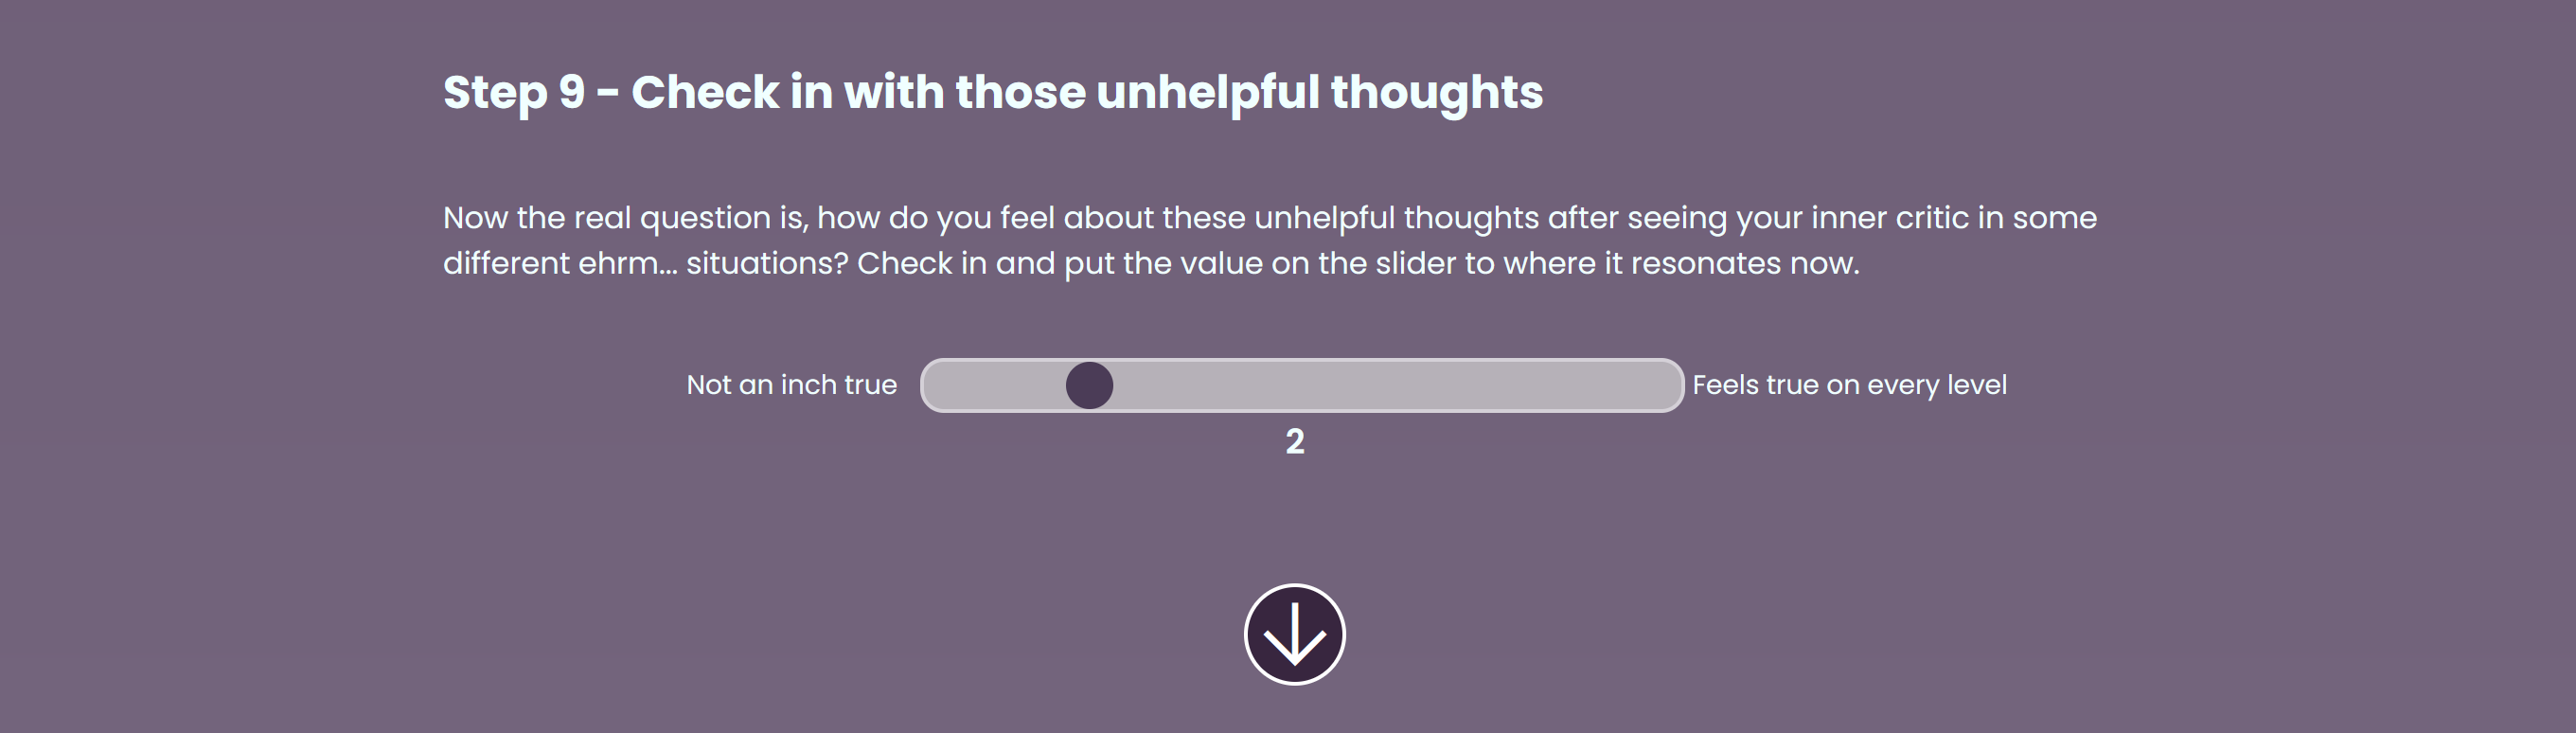 Step 9 - Check in with those unhelpful thoughts
Now the real question is, how do you feel about these unhelpful thoughts after seeing your inner critic in some
different ehrm... situations? Check in and put the value on the slider to where it resonates now.
Not an inch true
Feels true on every level
2